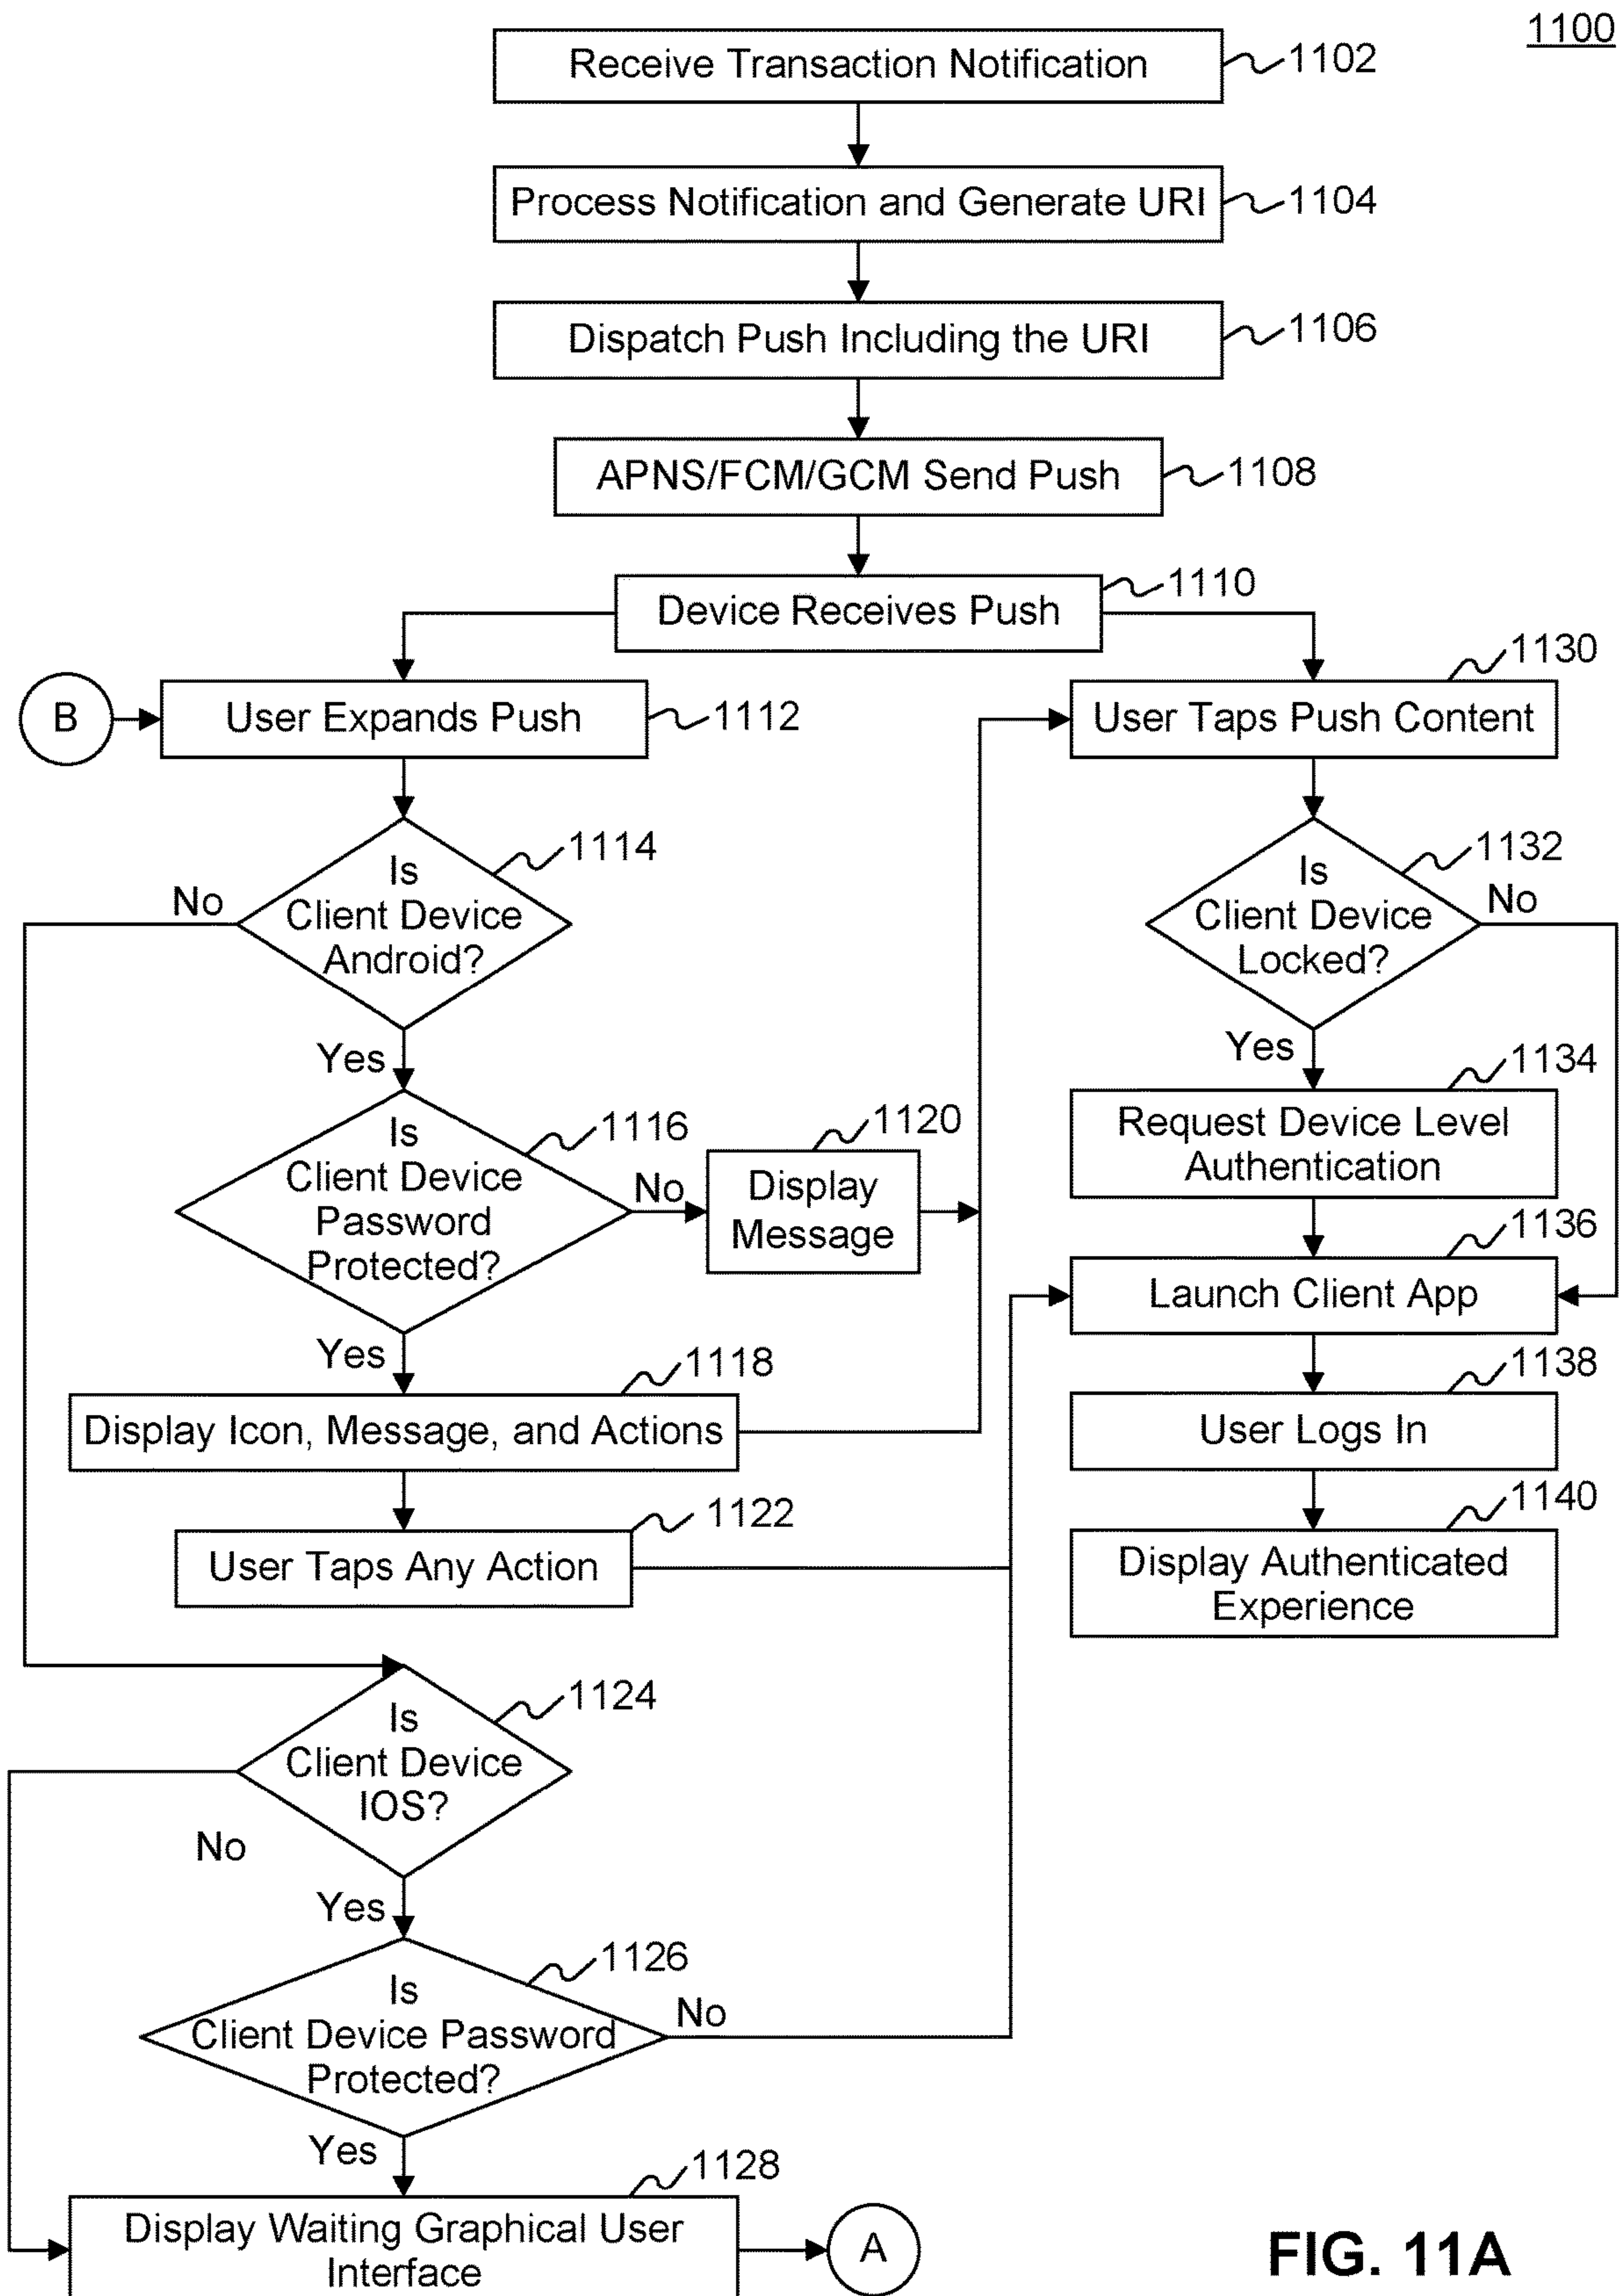 1100
Receive Transaction Notification
1102
Process Notification and Generate URI
1104
Dispatch Push Including the URI
1106
APNS/FCM/GCM Send Push
1108
Device Receives Push
1110
B
User Expands Push
1112
User Taps Push Content
1130
Is
Client Device
Android?
1114
No
Yes
Is
Client Device
Locked?
1132
No
Yes
Is
Client Device
Password
Protected?
1116
No
Yes
Display
Message
1120
Request Device Level
Authentication
1134
Launch Client App
1136
Display Icon, Message, and Actions
1118
User Logs In
1138
User Taps Any Action
1122
Display Authenticated
Experience
1140
Is
Client Device
IOS?
1124
No
Yes
Is
Client Device Password
Protected?
1126
No
Yes
Display Waiting Graphical User
Interface
1128
A
FIG. 11A